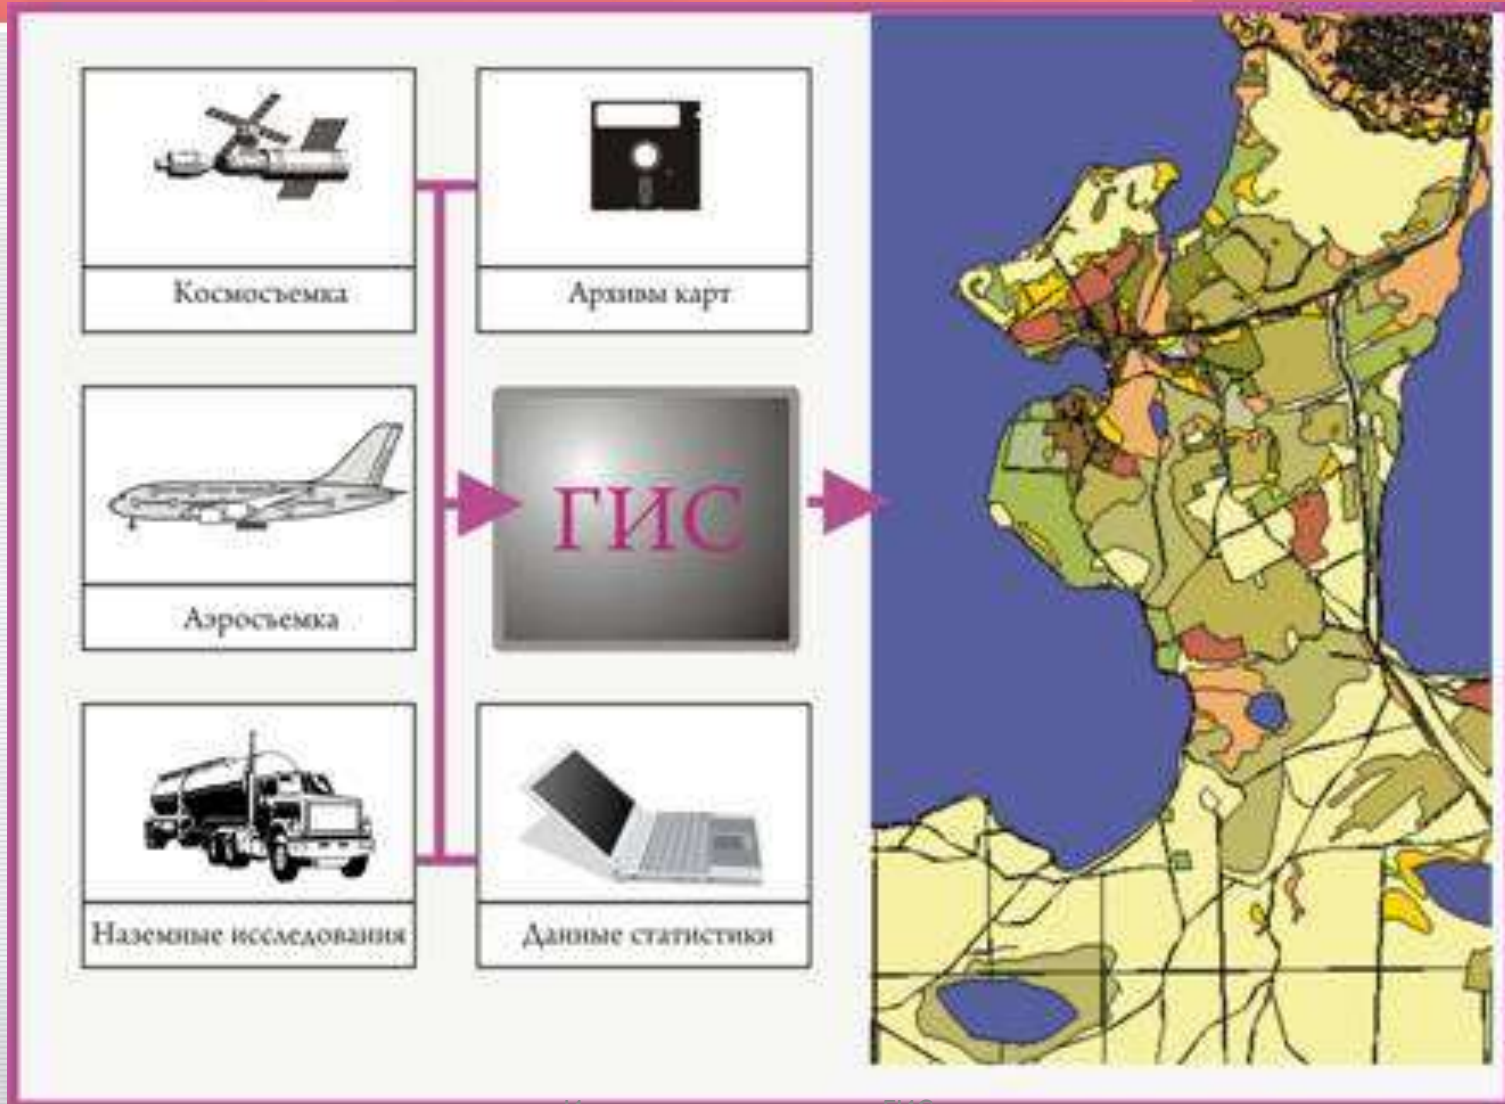 Космосъемка
Архивы карт
Аэросъемка
ГИС
Наземные исследования
Данные статистики